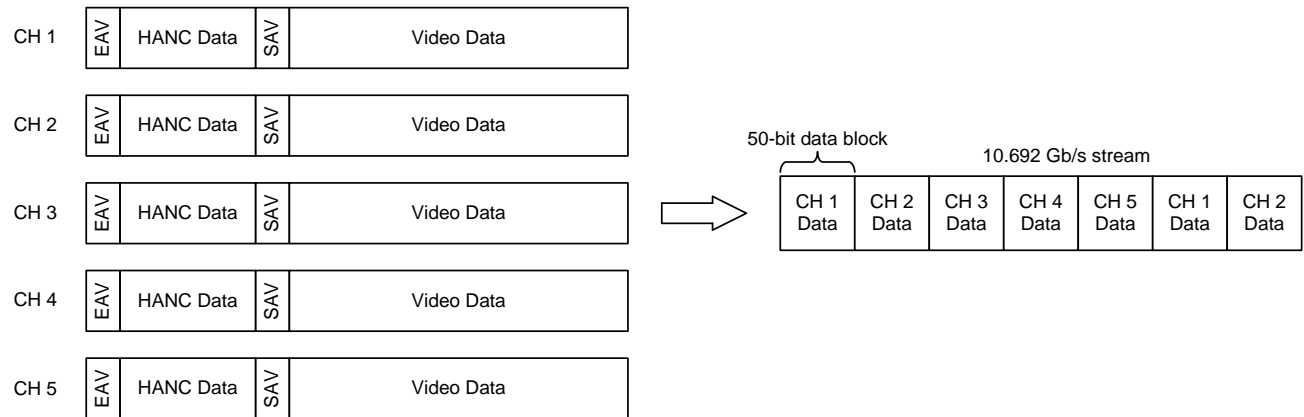 CH 1 EAV HANC Data SAV Video Data
CH 2 EAV HANC Data SAV Video Data
CH 3 EAV HANC Data SAV Video Data
CH 4 EAV HANC Data SAV Video Data
CH 5 EAV HANC Data SAV Video Data
50-bit data block
10.692 Gb/s stream
CH 1 CH 2 CH 3 CH 4 CH 5 CH 1 CH 2
Data Data Data Data Data Data Data